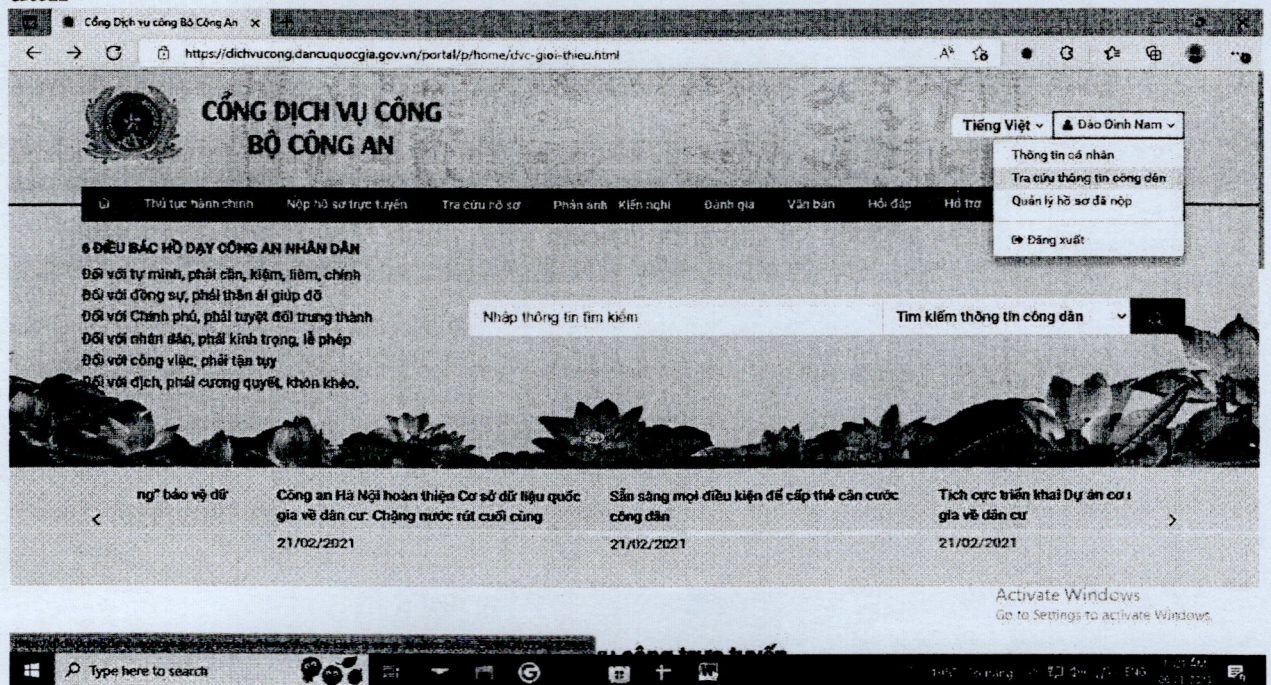 Cổng Dịch vụ công Bộ Công An
https://dichvucong.dancuquocgia.gov.vn/portal/p/home/dvc-gioi-thieu.html
CỔNG DỊCH VỤ CÔNG
BỘ CÔNG AN
Tiếng Việt
Đào Đình Nam
Thông tin cá nhân
Tra cứu thông tin công dân
Quản lý hồ sơ đã nộp
Đăng xuất
Thủ tục hành chính Nộp hồ sơ trực tuyến Tra cứu hồ sơ Phản ánh Kiến nghị Đánh giá Văn bản Hỏi đáp Hỗ trợ
6 ĐIỀU BÁC HỒ DẠY CÔNG AN NHÂN DÂN
Đối với tự mình, phải cần, kiệm, liêm, chính
Đối với đồng sự, phải thân ái giúp đỡ
Đối với Chính phủ, phải tuyệt đối trung thành
Đối với nhân dân, phải kính trọng, lễ phép
Đối với công việc, phải tận tụy
Đối với địch, phải cương quyết, khôn khéo.
Nhập thông tin tìm kiếm
Tìm kiếm thông tin công dân
ng" bảo vệ dữ
Công an Hà Nội hoàn thiện Cơ sở dữ liệu quốc
gia về dân cư: Chặng nước rút cuối cùng
21/02/2021
Sẵn sàng mọi điều kiện để cấp thẻ căn cước
công dân
21/02/2021
Tích cực triển khai Dự án cơ s
gia về dân cư
21/02/2021
Activate Windows
Go to Settings to activate Windows.
công trực tuyến
Type here to search
ENG